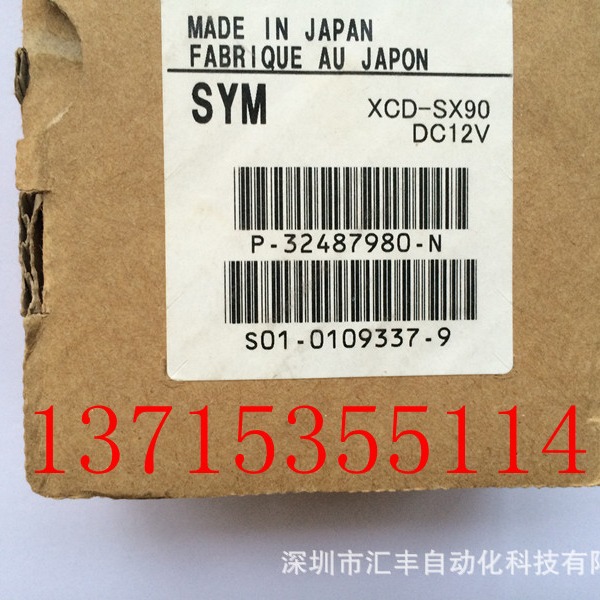 MADE IN JAPAN
FABRIQUE AU JAPON
SYM XCD-SX90
DC12V
P-32487980-N
S01-0109337-9
13715355114
深圳市汇丰自动化科技有限